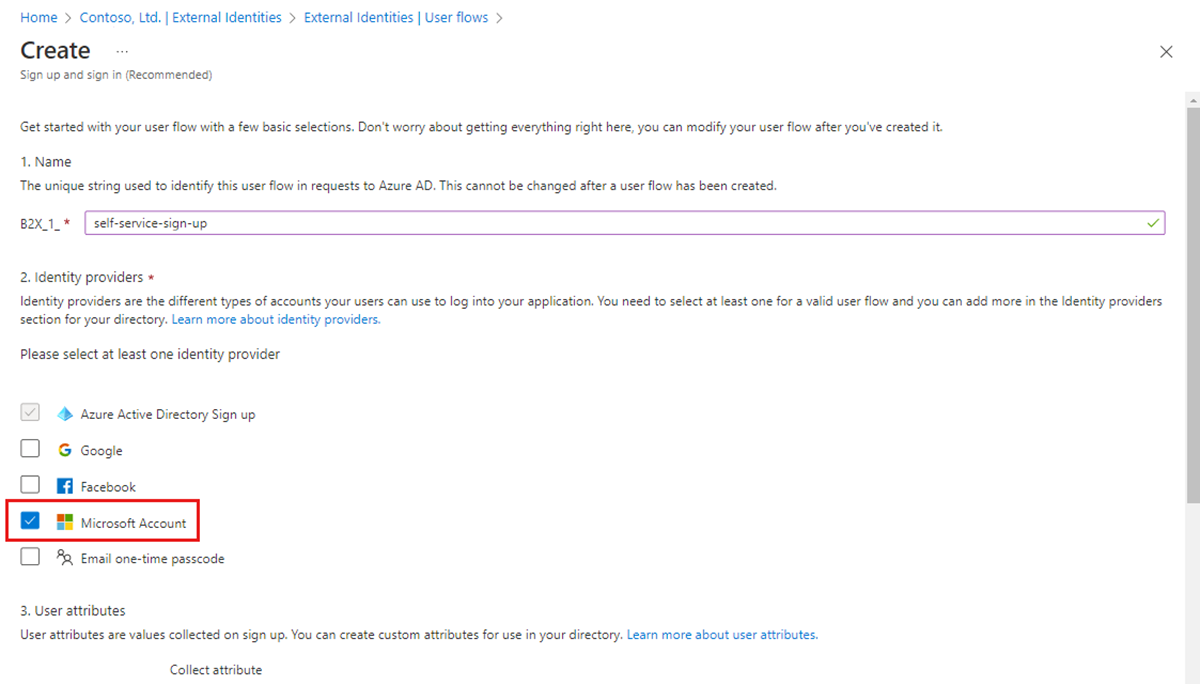 Home > Contoso, Ltd. | External Identities > External Identities | User flows >
Create ...
Sign up and sign in (Recommended)
Get started with your user flow with a few basic selections. Don't worry about getting everything right here, you can modify your user flow after you've created it.
1. Name
The unique string used to identify this user flow in requests to Azure AD. This cannot be changed after a user flow has been created.
B2X_1_ * self-service-sign-up
2. Identity providers *
Identity providers are the different types of accounts your users can use to log into your application. You need to select at least one for a valid user flow and you can add more in the Identity providers
section for your directory. Learn more about identity providers.
Please select at least one identity provider
Azure Active Directory Sign up
Google
Facebook
Microsoft Account
Email one-time passcode
3. User attributes
User attributes are values collected on sign up. You can create custom attributes for use in your directory. Learn more about user attributes.
Collect attribute